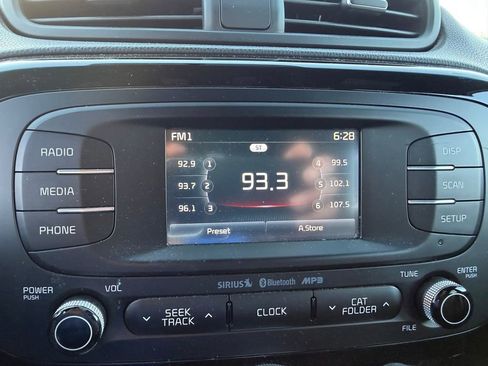 FM1 6:28
ST
92.9 1 4 99.5
RADIO DISP
93.7 2 93.3 5 102.1
MEDIA SCAN
96.1 3 6 107.5
PHONE Preset A.Store SETUP
SIRIUS Bluetooth MP3
POWER PUSH VOL TUNE ENTER PUSH
SEEK TRACK CLOCK CAT FOLDER
FILE